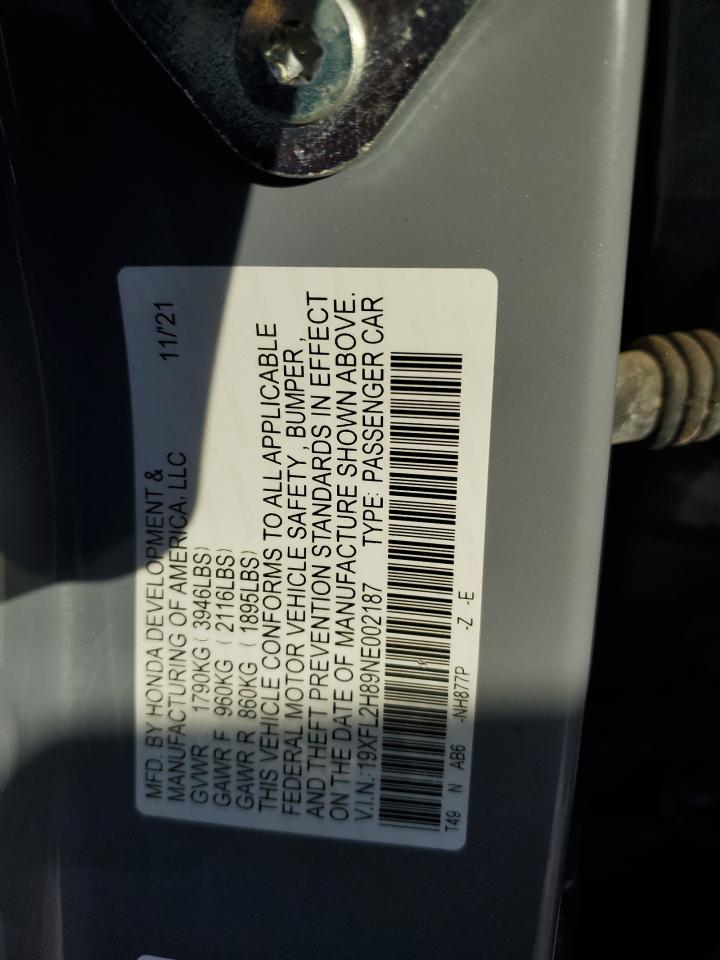 MFD. BY HONDA DEVELOPMENT & 11/'21
MANUFACTURING OF AMERICA, LLC
GVWR 1790KG ( 3946LBS)
GAWR F 960KG ( 2116LBS)
GAWR R 860KG ( 1895LBS)
THIS VEHICLE CONFORMS TO ALL APPLICABLE
FEDERAL MOTOR VEHICLE SAFETY , BUMPER ,
AND THEFT PREVENTION STANDARDS IN EFFECT
ON THE DATE OF MANUFACTURE SHOWN ABOVE.
V.I.N.: 19XFL2H89NE002187 TYPE: PASSENGER CAR
T49 N AB6 -NH877P -Z -E